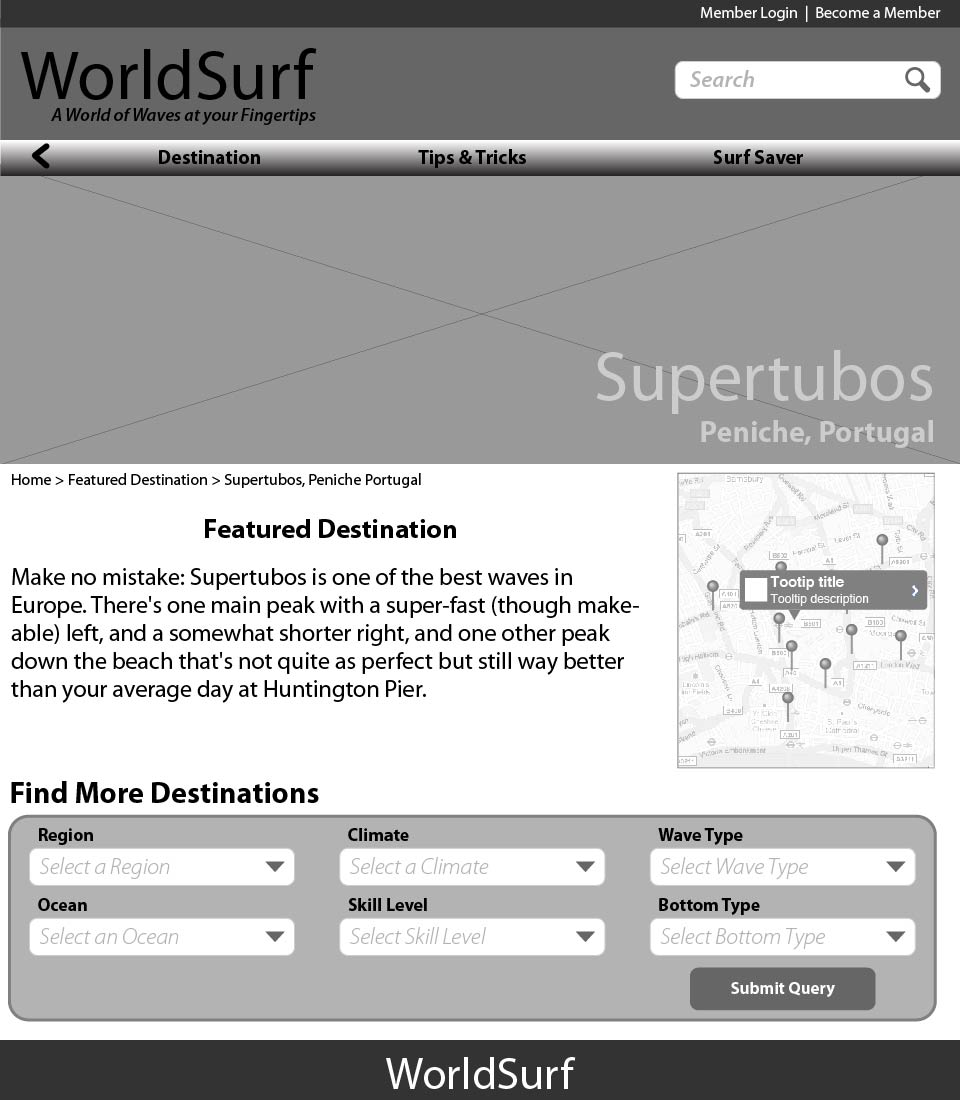 Member Login | Become a Member
WorldSurf
A World of Waves at your Fingertips
Search
Destination Tips & Tricks Surf Saver
Supertubos
Peniche, Portugal
Home > Featured Destination > Supertubos, Peniche Portugal
Featured Destination
Make no mistake: Supertubos is one of the best waves in
Europe. There's one main peak with a super-fast (though make-
able) left, and a somewhat shorter right, and one other peak
down the beach that's not quite as perfect but still way better
than your average day at Huntington Pier.
Tootip title
Tooltip description
Find More Destinations
Region Climate Wave Type
Select a Region Select a Climate Select Wave Type
Ocean Skill Level Bottom Type
Select an Ocean Select Skill Level Select Bottom Type
Submit Query
WorldSurf